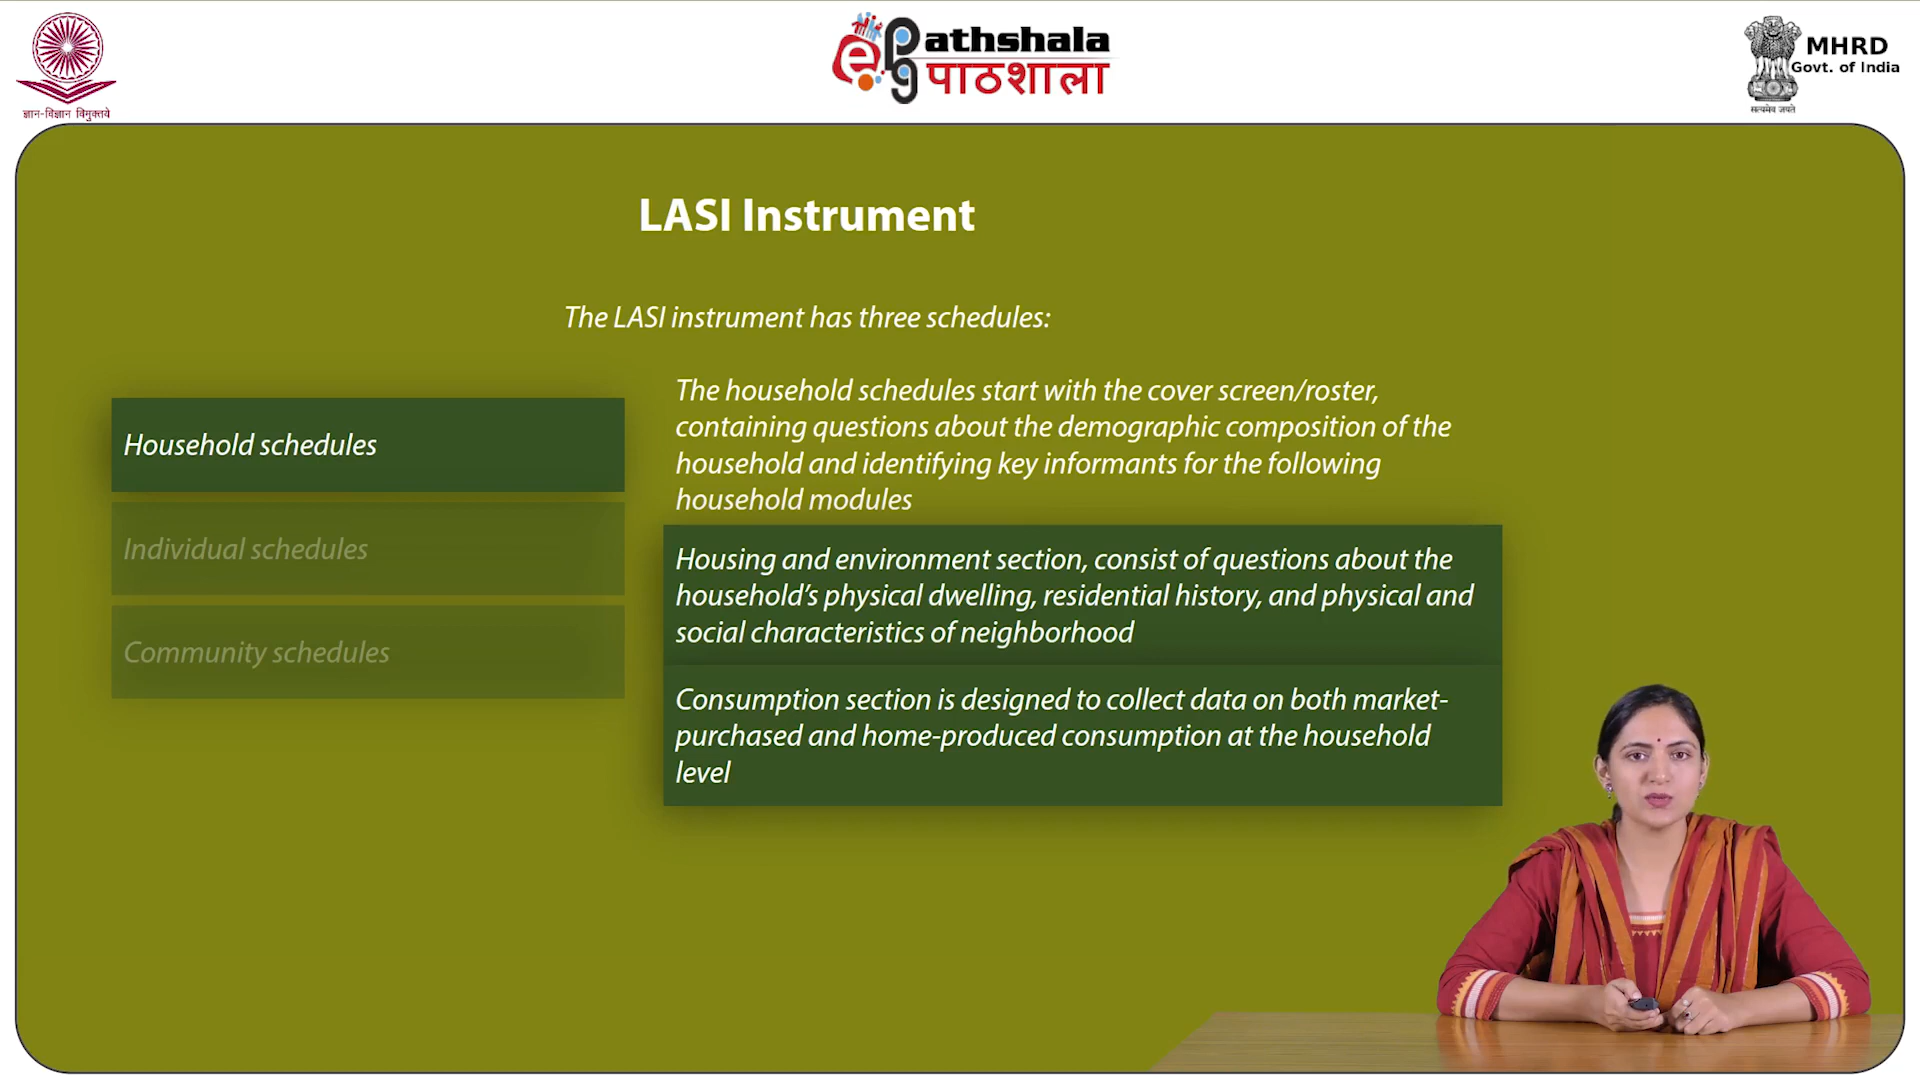 ज्ञान-विज्ञान विमुक्तये
e
Pg
athshala
पाठशाला
MHRD
Govt. of India
सत्यमेव जयते
LASI Instrument
The LASI instrument has three schedules:
Household schedules
Individual schedules
Community schedules
The household schedules start with the cover screen/roster,
containing questions about the demographic composition of the
household and identifying key informants for the following
household modules
Housing and environment section, consist of questions about the
household’s physical dwelling, residential history, and physical and
social characteristics of neighborhood
Consumption section is designed to collect data on both market-
purchased and home-produced consumption at the household
level